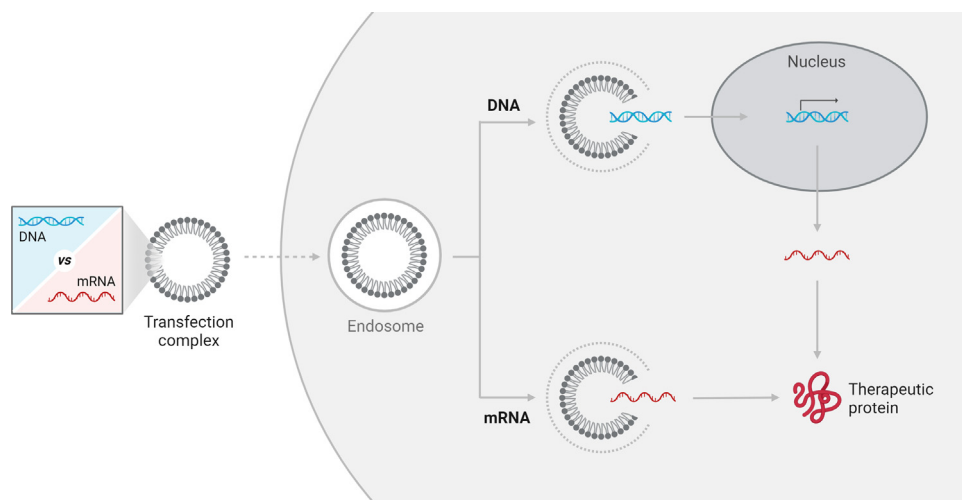 DNA
vs
mRNA
Transfection
complex
Endosome
DNA
Nucleus
mRNA
Therapeutic
protein